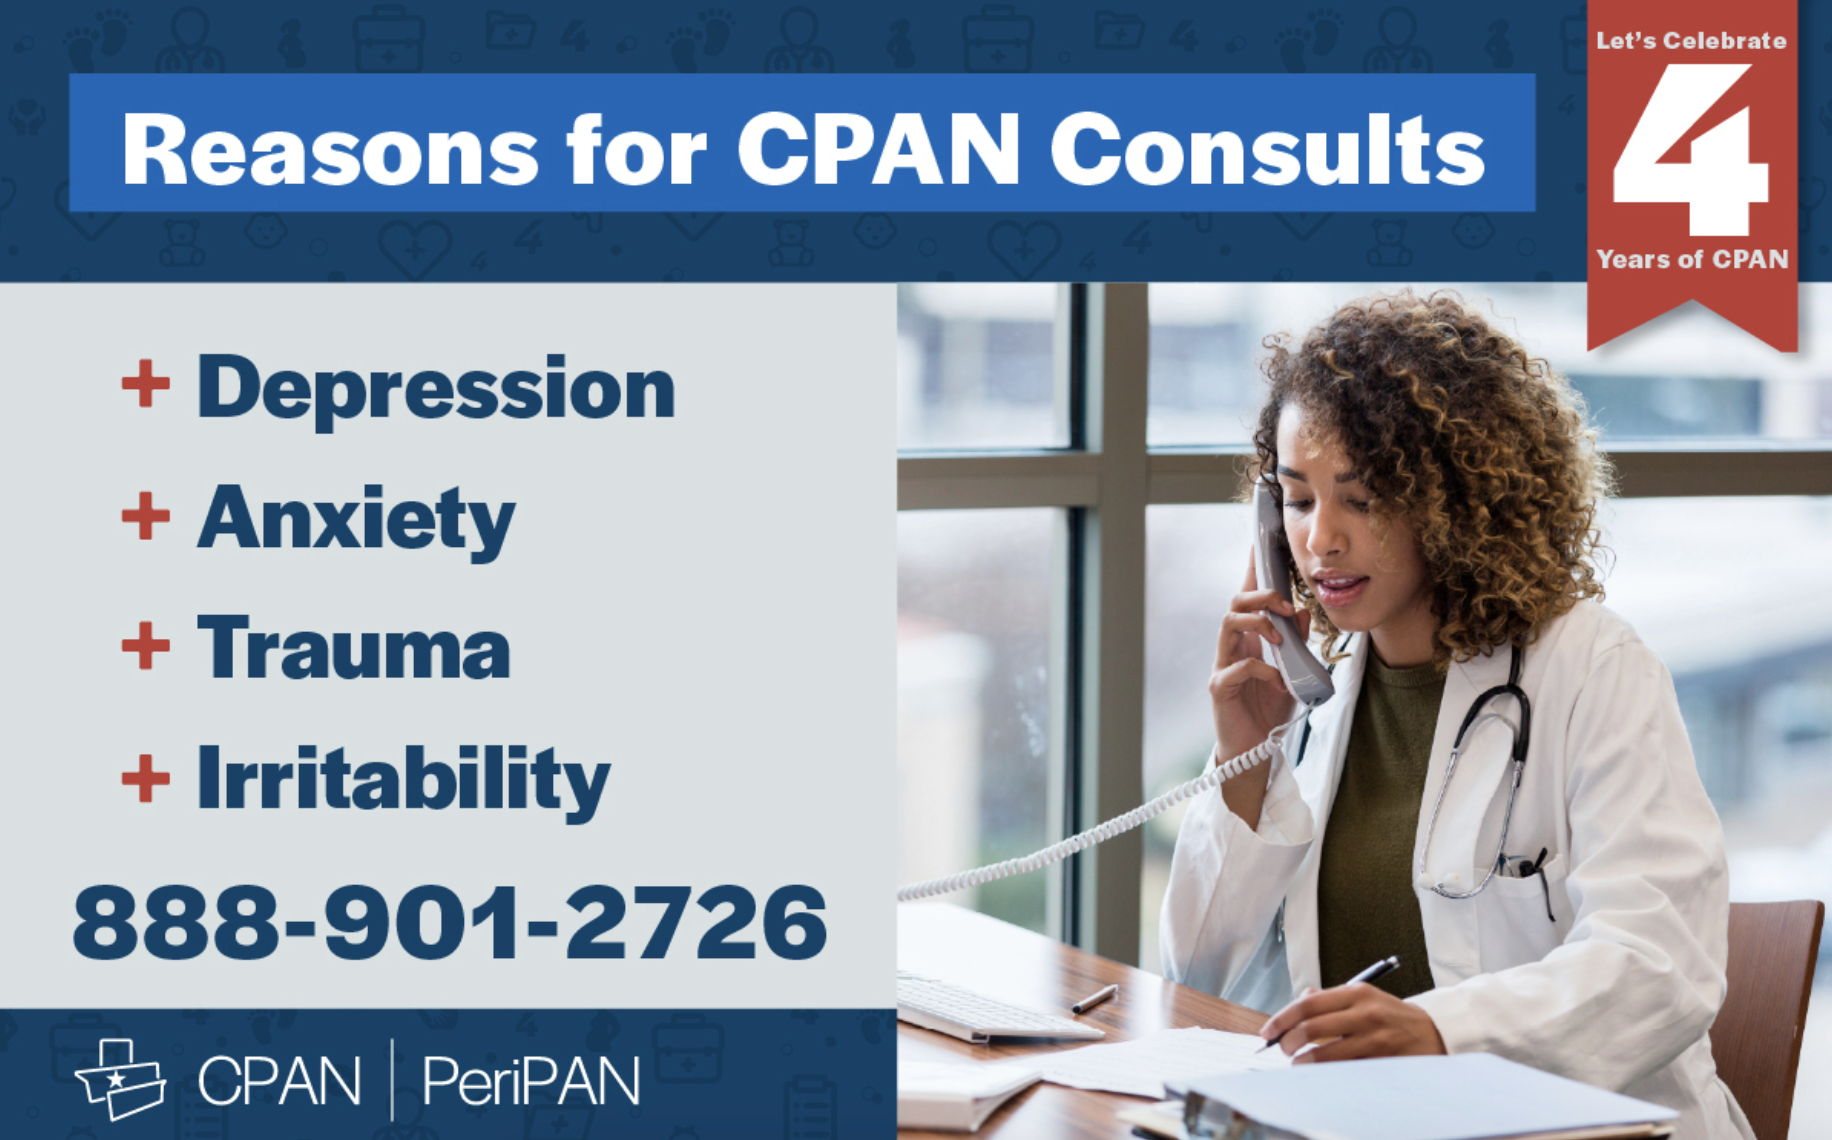 Reasons for CPAN Consults
Let's Celebrate
4
Years of CPAN
+ Depression
+ Anxiety
+ Trauma
+ Irritability
888-901-2726
CPAN | PeriPAN